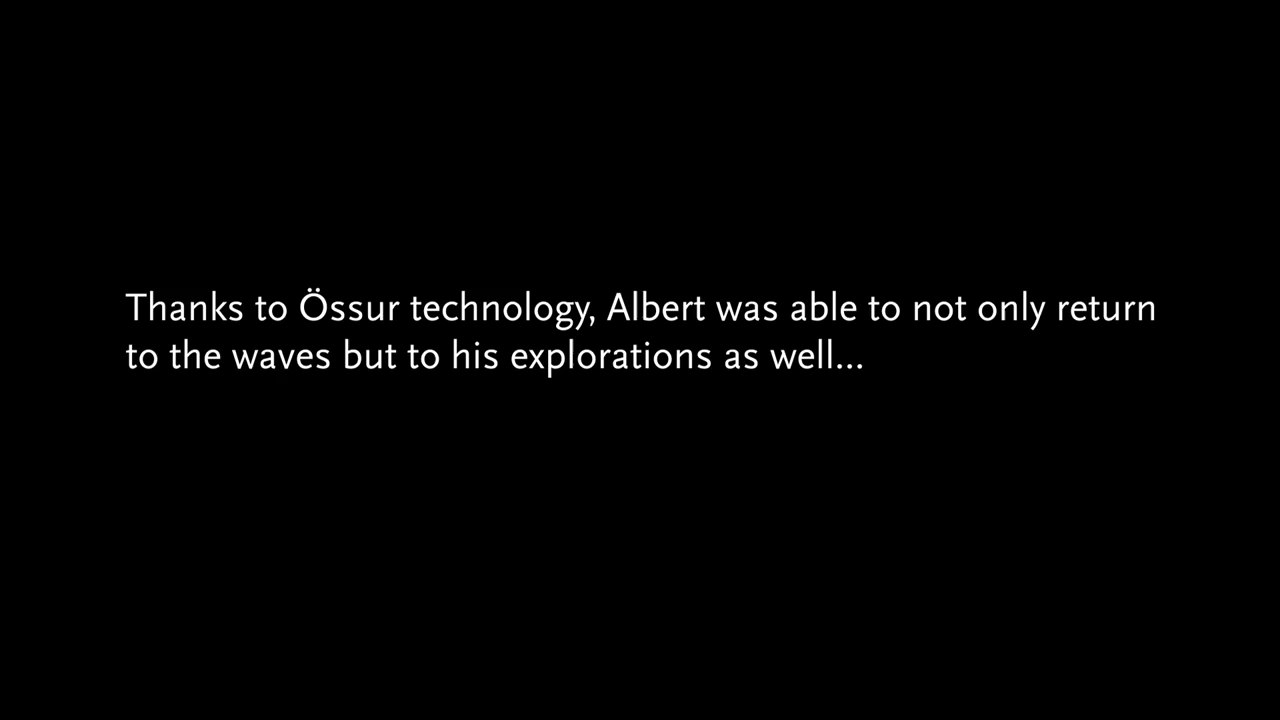 Thanks to Össur technology, Albert was able to not only return
to the waves but to his explorations as well...